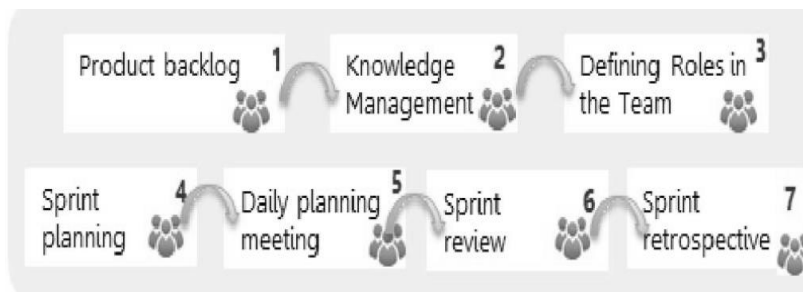 Product backlog 1
Knowledge 2
Management
Defining Roles in 3
the Team
Sprint 4
planning
Daily planning 5
meeting
Sprint 6
review
Sprint 7
retrospective